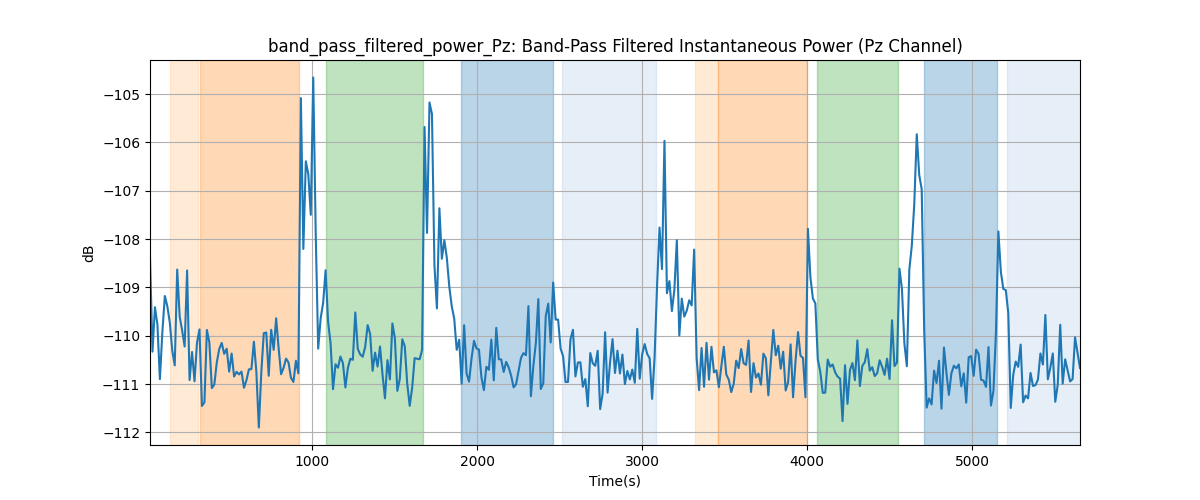 band_pass_filtered_power_Pz: Band-Pass Filtered Instantaneous Power (Pz Channel)
−105
−106
−107
−108
−109
−110
−111
−112
dB
1000 2000 3000 4000 5000
Time(s)